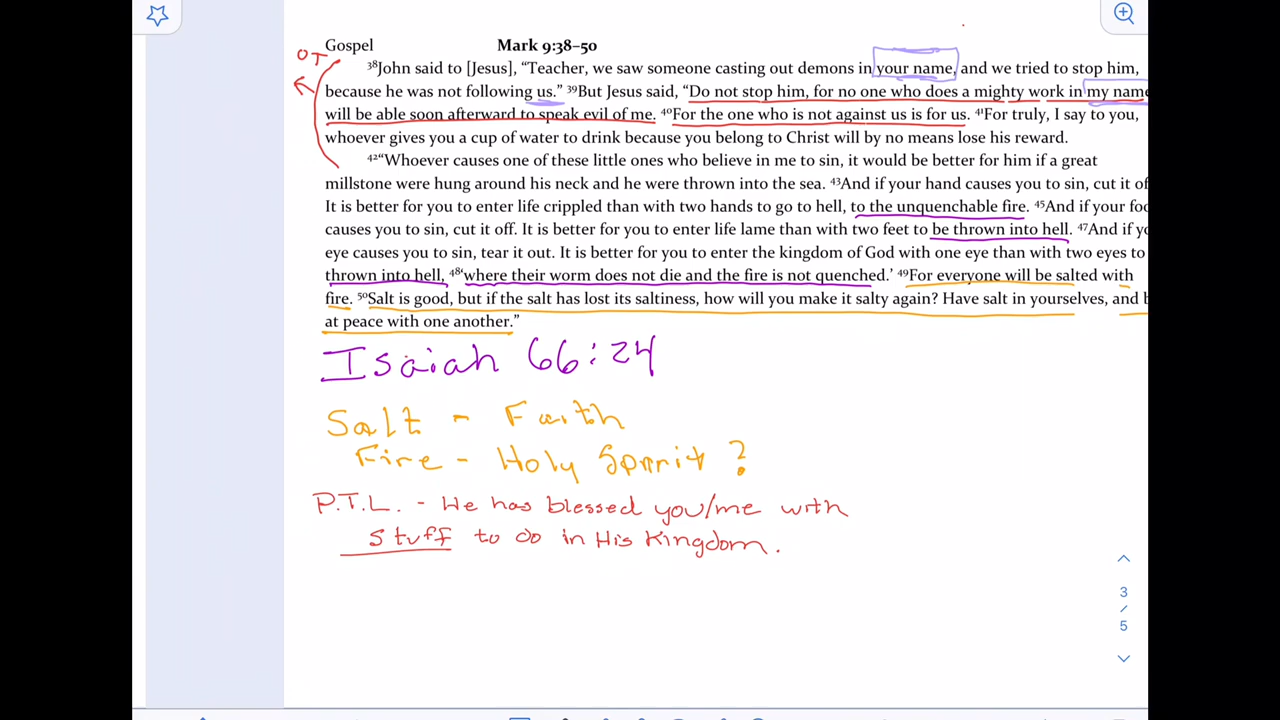 Gospel Mark 9:38–50
OT
³⁸John said to [Jesus], “Teacher, we saw someone casting out demons in your name, and we tried to stop him,
because he was not following us.” ³⁹But Jesus said, “Do not stop him, for no one who does a mighty work in my name
will be able soon afterward to speak evil of me. ⁴⁰For the one who is not against us is for us. ⁴¹For truly, I say to you,
whoever gives you a cup of water to drink because you belong to Christ will by no means lose his reward.
⁴²“Whoever causes one of these little ones who believe in me to sin, it would be better for him if a great
millstone were hung around his neck and he were thrown into the sea. ⁴³And if your hand causes you to sin, cut it of
It is better for you to enter life crippled than with two hands to go to hell, to the unquenchable fire. ⁴⁵And if your foo
causes you to sin, cut it off. It is better for you to enter life lame than with two feet to be thrown into hell. ⁴⁷And if yo
eye causes you to sin, tear it out. It is better for you to enter the kingdom of God with one eye than with two eyes to
thrown into hell, ⁴⁸‘where their worm does not die and the fire is not quenched.’ ⁴⁹For everyone will be salted with
fire. ⁵⁰Salt is good, but if the salt has lost its saltiness, how will you make it salty again? Have salt in yourselves, and b
at peace with one another.”
Isaiah 66:24
Salt - Faith
Fire - Holy Spirit ?
P.T.L. - He has blessed you/me with
stuff to do in His Kingdom.
3
/
5